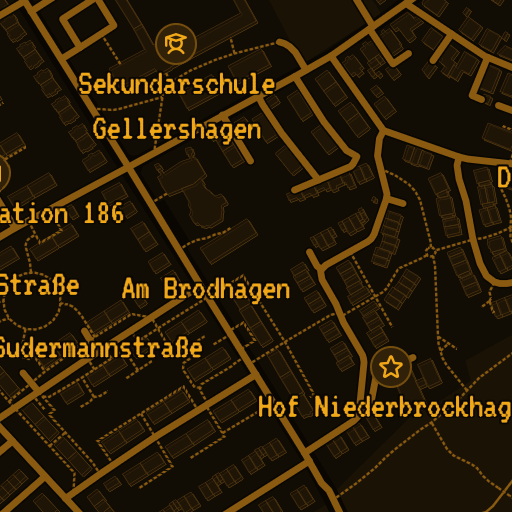 Sekundarschule
Gellershagen
D
ation 186
Straße
Am Brodhagen
Sudermannstraße
Hof Niederbrockhag